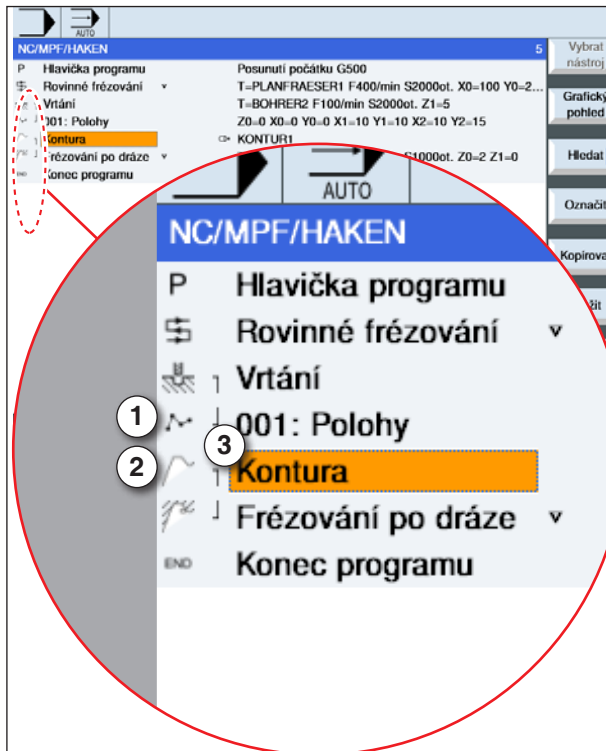 AUTO
NC/MPF/HAKEN 5
P Hlavička programu Posunutí počátku G500
Rovinné frézování T=PLANFRAESER1 F400/min S2000ot. X0=100 Y0=2...
Vrtání T=BOHRER2 F100/min S2000ot. Z1=5
001: Polohy Z0=0 X0=0 Y0=0 X1=10 Y1=10 X2=10 Y2=15
Kontura KONTUR1
Frézování po dráze S1000ot. Z0=2 Z1=0
END Konec programu
Vybrat
nástroj
Grafický
pohled
Hledat
Označit
Kopírova
žit
AUTO
NC/MPF/HAKEN
P Hlavička programu
Rovinné frézování
Vrtání
1 001: Polohy
3
2 Kontura
Frézování po dráze
END Konec programu